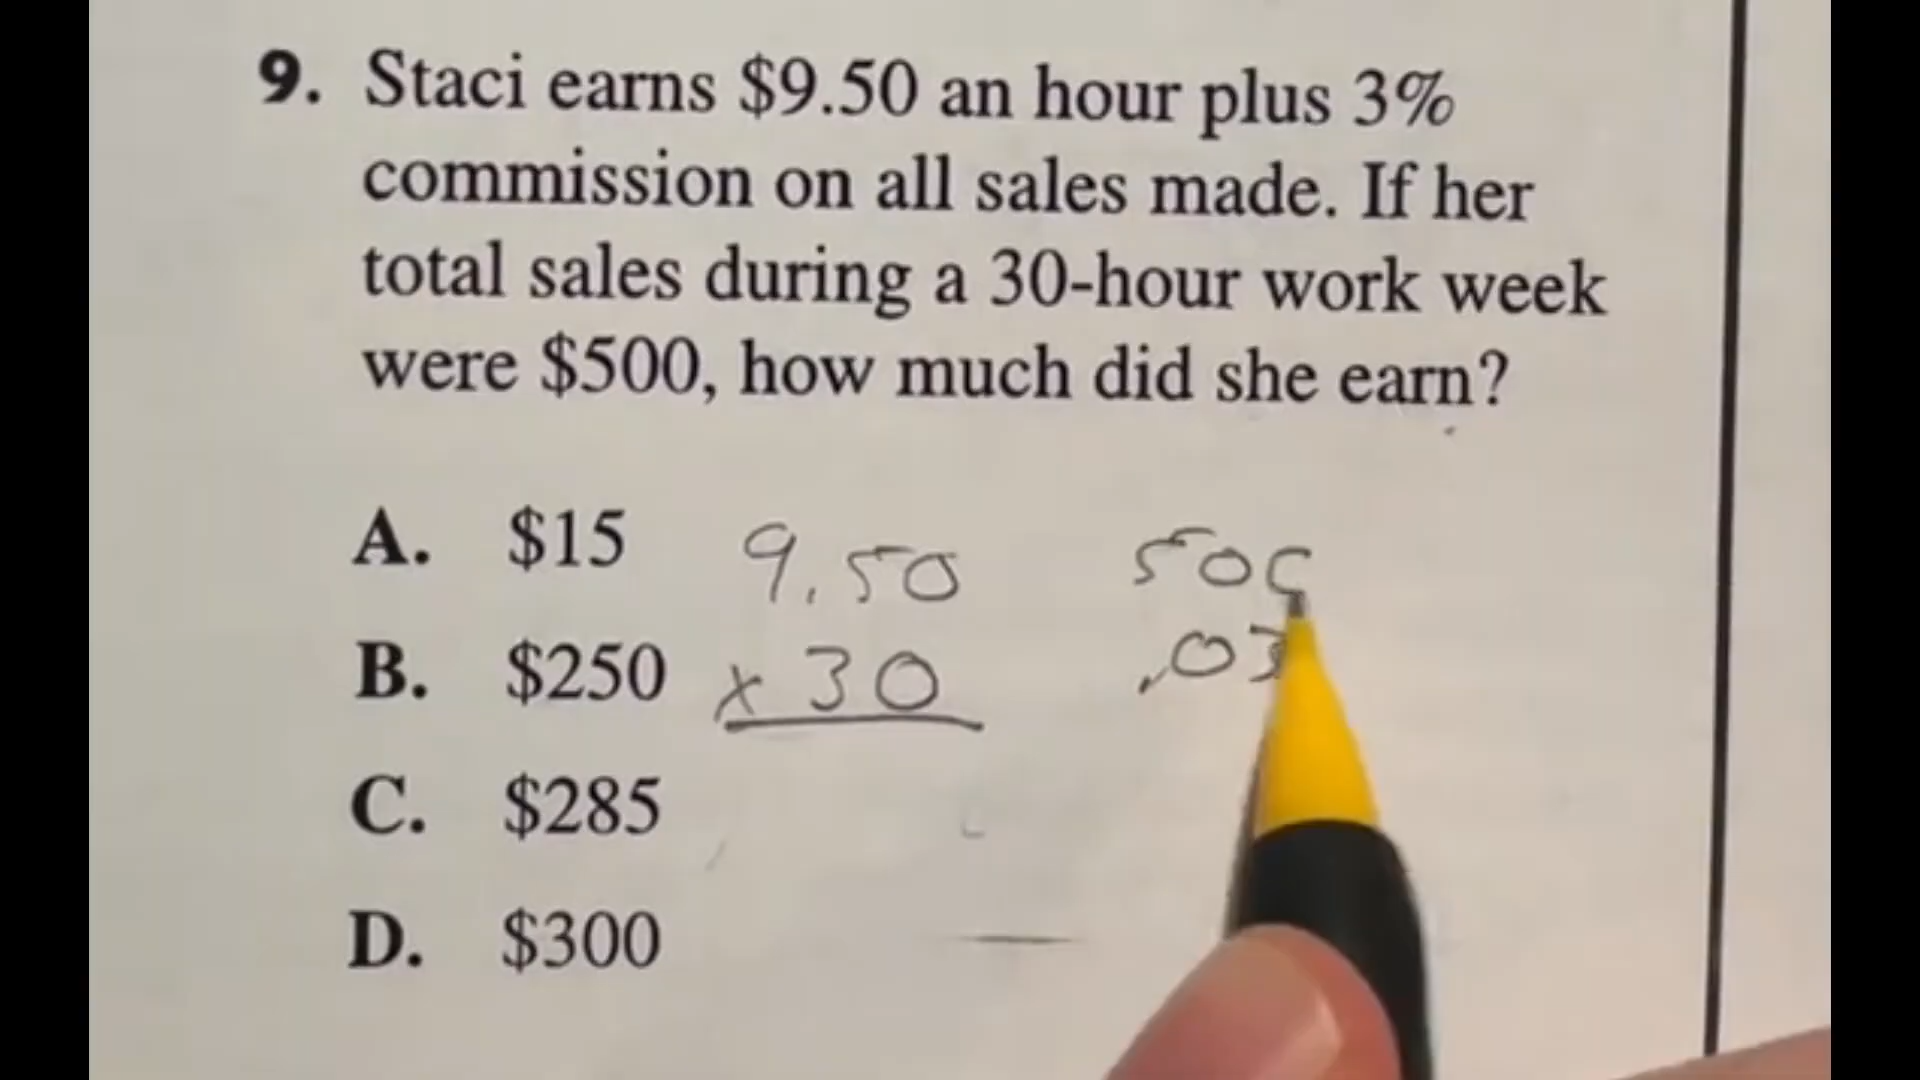 9. Staci earns $9.50 an hour plus 3%
commission on all sales made. If her
total sales during a 30-hour work week
were $500, how much did she earn?
A. $15
B. $250
C. $285
D. $300
9.50
x 30
500
.03